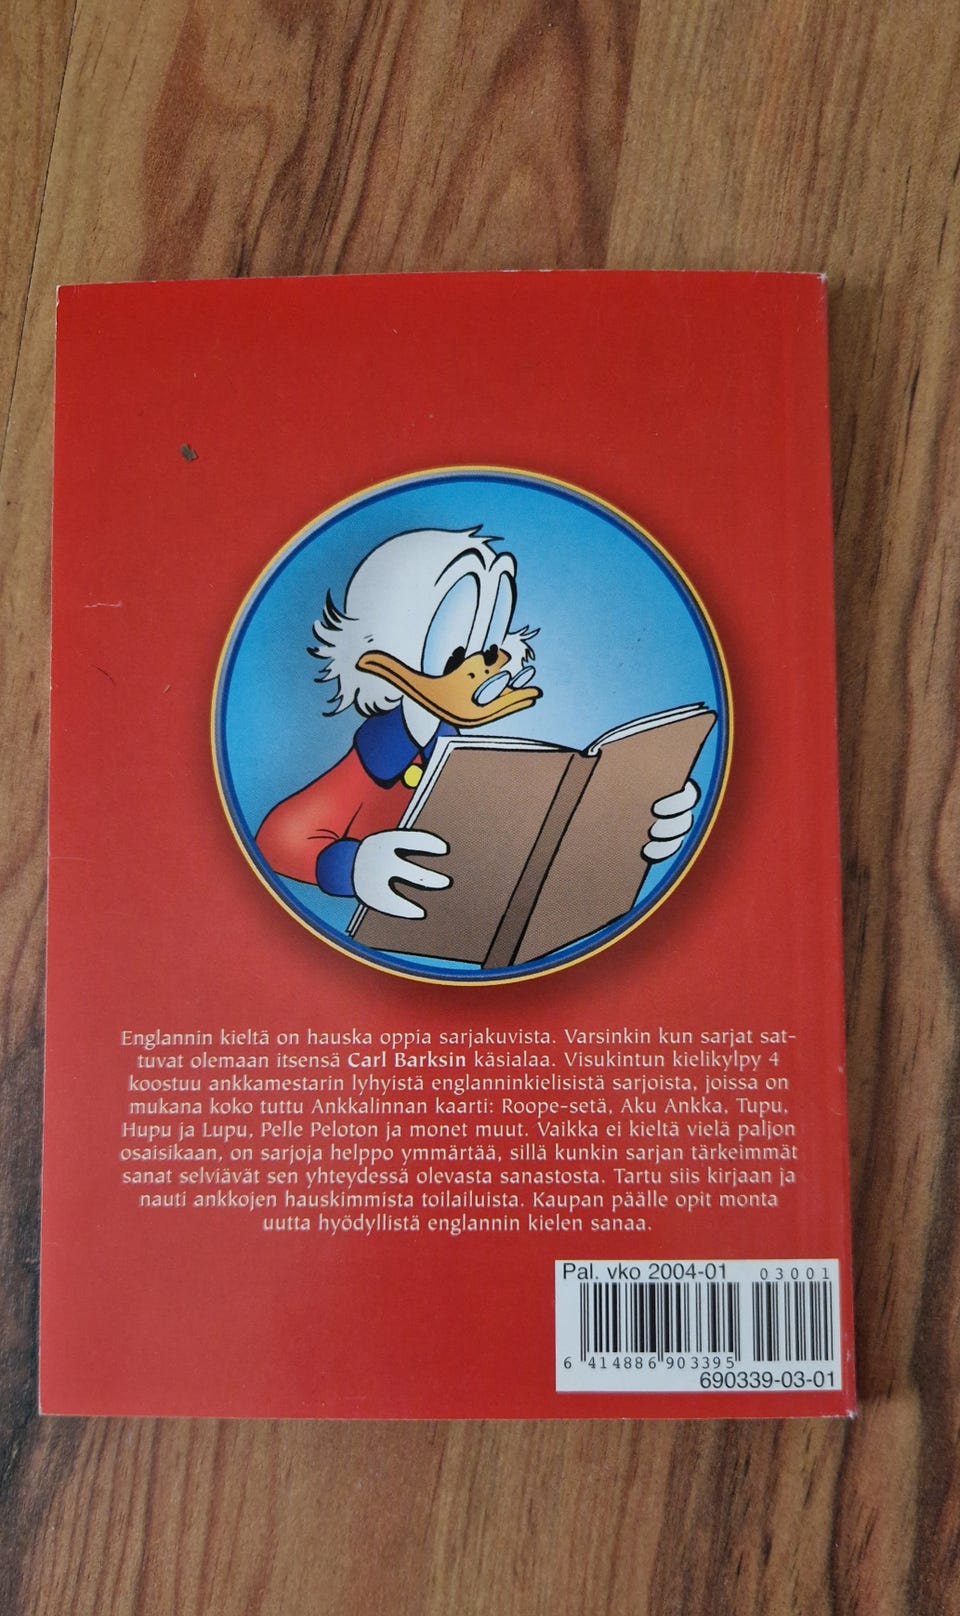 Englannin kieltä on hauska oppia sarjakuvista. Varsinkin kun sarjat sat-
tuvat olemaan itsensä Carl Barksin käsialaa. Visukintun kielikylpy 4
koostuu ankkamestarin lyhyistä englanninkielisistä sarjoista, joissa on
mukana koko tuttu Ankkalinnan kaarti: Roope-setä, Aku Ankka, Tupu,
Hupu ja Lupu, Pelle Peloton ja monet muut. Vaikka ei kieltä vielä paljon
osaisikaan, on sarjoja helppo ymmärtää, sillä kunkin sarjan tärkeimmät
sanat selviävät sen yhteydessä olevasta sanastosta. Tartu siis kirjaan ja
nauti ankkojen hauskimmista toilailuista. Kaupan päälle opit monta
uutta hyödyllistä englannin kielen sanaa.
Pal. vko 2004-01 03001
6 414886 903395
690339-03-01